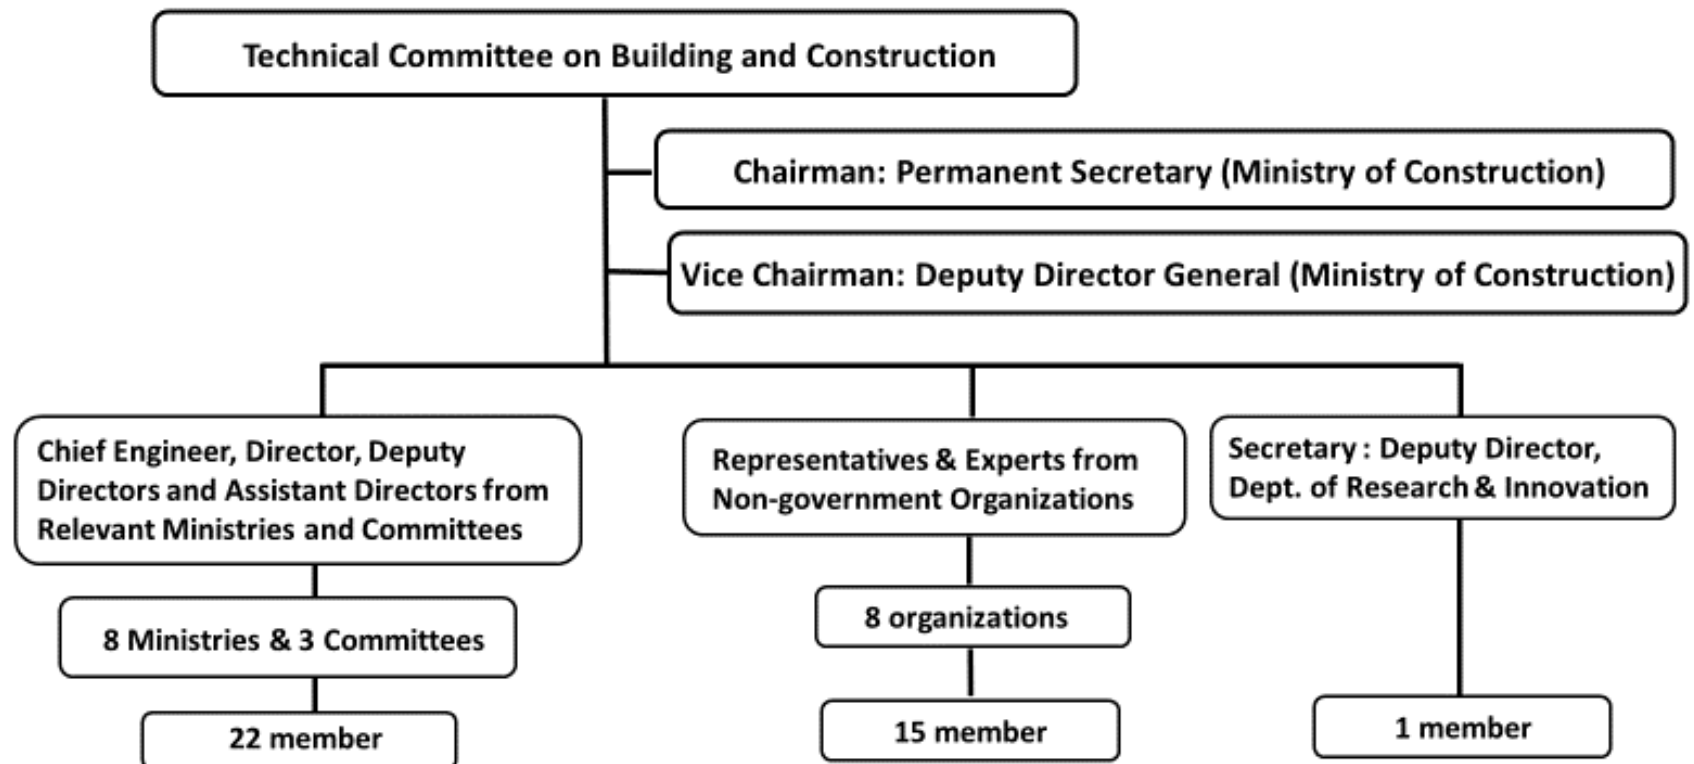 Technical Committee on Building and Construction
Chairman: Permanent Secretary (Ministry of Construction)
Vice Chairman: Deputy Director General (Ministry of Construction)
Chief Engineer, Director, Deputy
Directors and Assistant Directors from
Relevant Ministries and Committees
8 Ministries & 3 Committees
22 member
Representatives & Experts from
Non-government Organizations
8 organizations
15 member
Secretary : Deputy Director,
Dept. of Research & Innovation
1 member